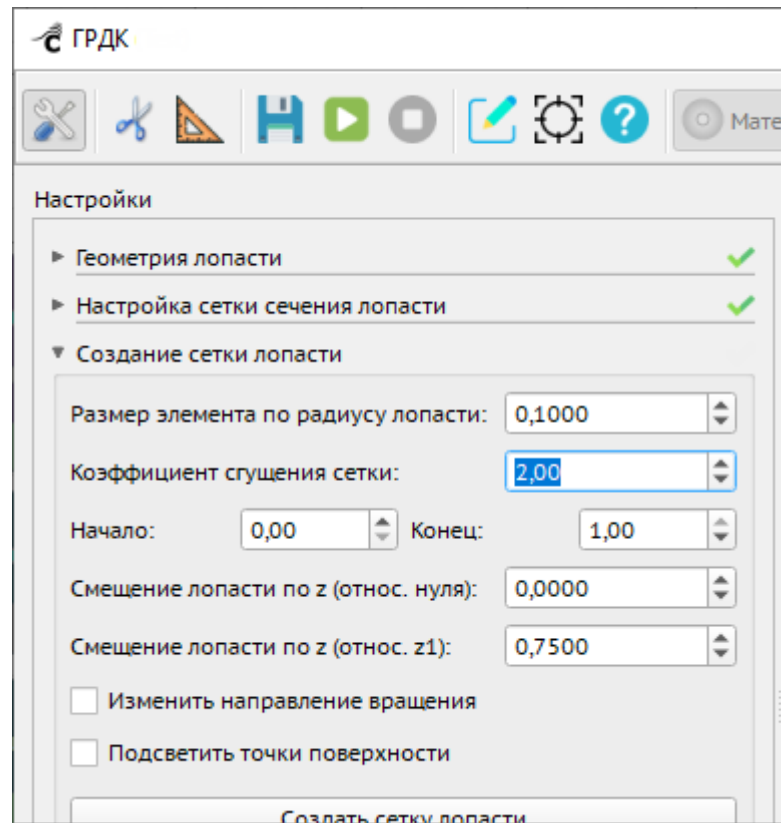 ГРДК
Мате
Настройки
Геометрия лопасти
Настройка сетки сечения лопасти
Создание сетки лопасти
Размер элемента по радиусу лопасти: 0,1000
Коэффициент сгущения сетки: 2,00
Начало: 0,00 Конец: 1,00
Смещение лопасти по z (относ. нуля): 0,0000
Смещение лопасти по z (относ. z1): 0,7500
Изменить направление вращения
Подсветить точки поверхности
Создать сетку лопасти